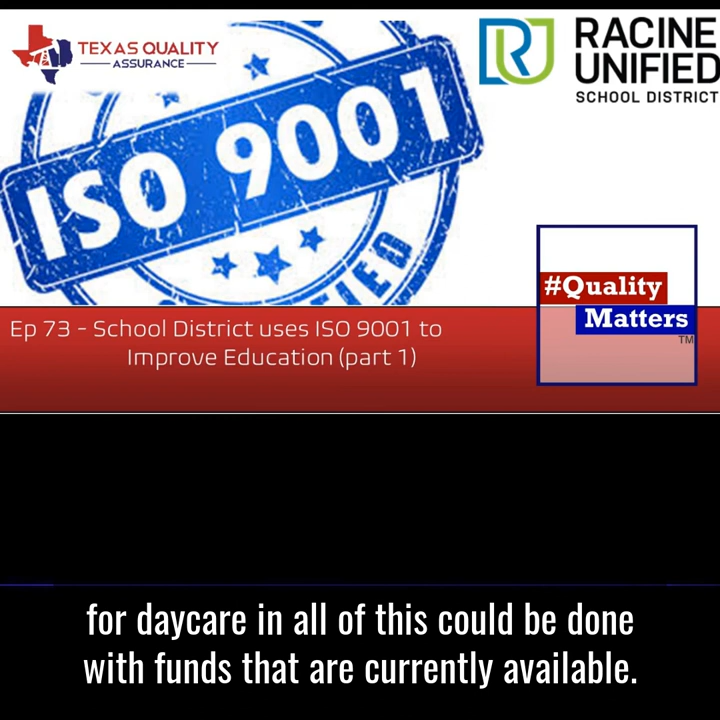 TEXAS QUALITY
ASSURANCE
RACINE
UNIFIED
SCHOOL DISTRICT
ISO 9001
#Quality
Matters
TM
Ep 73 - School District uses ISO 9001 to
Improve Education (part 1)
for daycare in all of this could be done
with funds that are currently available.